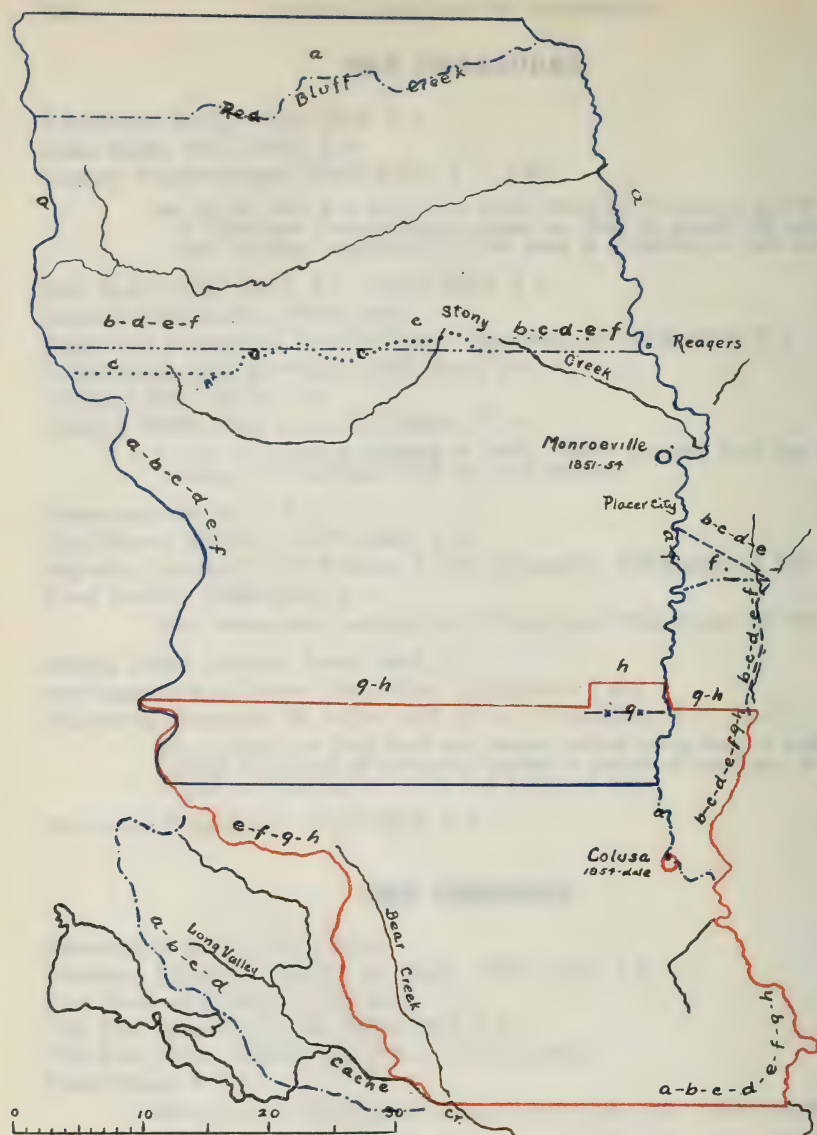 a
Red Bluff Creek
a
a
b-d-e-f
c
Stony Creek
b-c-d-e-f
Reagers
c
c
c
a-b-c-d-e-f
Monroeville
1851-54
Placer City
b-c-d-e
a
f
f
b-c-d-e-f
h
g-h
g
g-h
b-c-d-e-f-g-h
e-f-g-h
Colusa
1854-date
Long Valley
a-b-c-d
Bear Creek
Cache Cr.
a-b-c-d-e-f-g-h
0 10 20 30